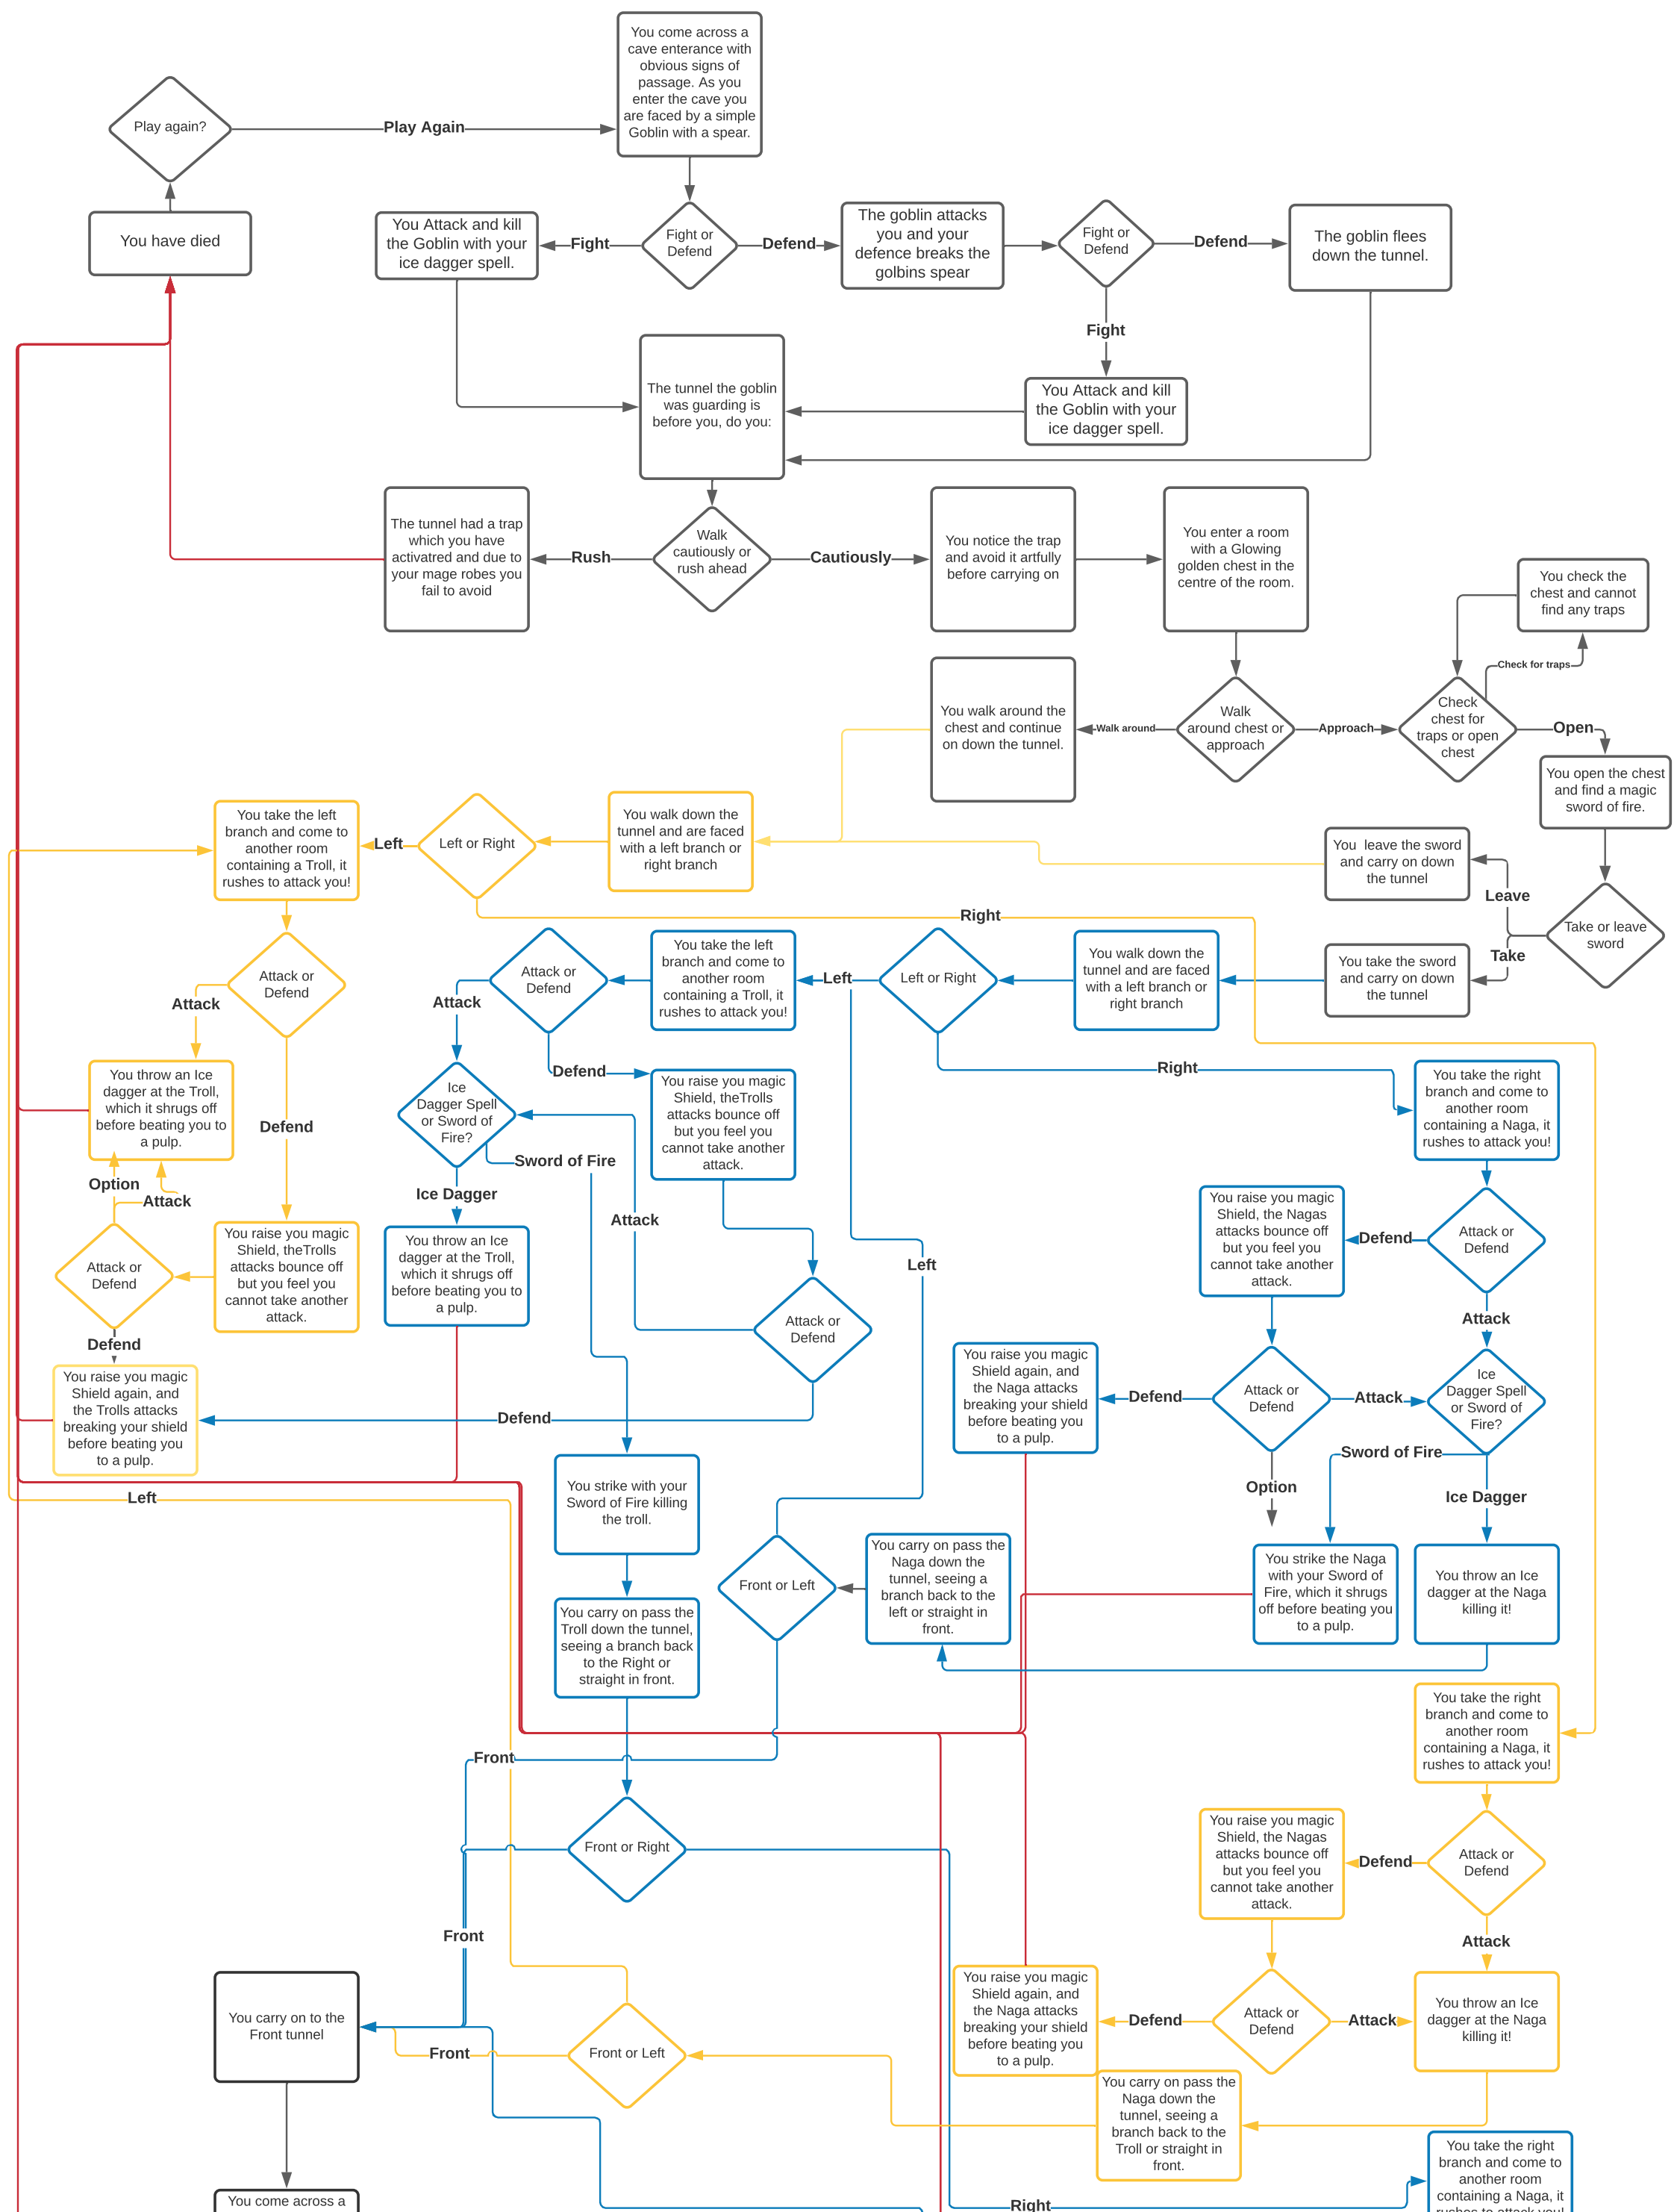 You come across a
cave enterance with
obvious signs of
passage. As you
enter the cave you
are faced by a simple
Goblin with a spear.
Play again?
Play Again
You have died
You Attack and kill
the Goblin with your
ice dagger spell.
Fight
Fight or
Defend
Defend
The goblin attacks
you and your
defence breaks the
golbins spear
Fight or
Defend
Defend
The goblin flees
down the tunnel.
Fight
You Attack and kill
the Goblin with your
ice dagger spell.
The tunnel the goblin
was guarding is
before you, do you:
The tunnel had a trap
which you have
activatred and due to
your mage robes you
fail to avoid
Rush
Walk
cautiously or
rush ahead
Cautiously
You notice the trap
and avoid it artfully
before carrying on
You enter a room
with a Glowing
golden chest in the
centre of the room.
You check the
chest and cannot
find any traps
Check for traps
You walk around the
chest and continue
on down the tunnel.
Walk around
Walk
around chest or
approach
Approach
Check
chest for
traps or open
chest
Open
You open the chest
and find a magic
sword of fire.
You take the left
branch and come to
another room
containing a Troll, it
rushes to attack you!
Left
Left or Right
You walk down the
tunnel and are faced
with a left branch or
right branch
You  leave the sword
and carry on down
the tunnel
Leave
Take or leave
sword
Take
Right
You take the sword
and carry on down
the tunnel
You walk down the
tunnel and are faced
with a left branch or
right branch
Left or Right
Left
You take the left
branch and come to
another room
containing a Troll, it
rushes to attack you!
Attack or
Defend
Attack
Attack or
Defend
Attack
Defend
Right
You throw an Ice
dagger at the Troll,
which it shrugs off
before beating you to
a pulp.
Defend
Ice
Dagger Spell
or Sword of
Fire?
You raise you magic
Shield, theTrolls
attacks bounce off
but you feel you
cannot take another
attack.
You take the right
branch and come to
another room
containing a Naga, it
rushes to attack you!
Option
Attack
Sword of Fire
Ice Dagger
Attack
Attack or
Defend
You raise you magic
Shield, theTrolls
attacks bounce off
but you feel you
cannot take another
attack.
You throw an Ice
dagger at the Troll,
which it shrugs off
before beating you to
a pulp.
Left
You raise you magic
Shield, the Nagas
attacks bounce off
but you feel you
cannot take another
attack.
Defend
Attack or
Defend
Attack
Defend
Attack or
Defend
You raise you magic
Shield again, and
the Trolls attacks
breaking your shield
before beating you
to a pulp.
Defend
You raise you magic
Shield again, and
the Naga attacks
breaking your shield
before beating you
to a pulp.
Defend
Attack or
Defend
Attack
Ice
Dagger Spell
or Sword of
Fire?
Sword of Fire
Option
Ice Dagger
Left
You strike with your
Sword of Fire killing
the troll.
Front or Left
You carry on pass the
Naga down the
tunnel, seeing a
branch back to the
left or straight in
front.
You strike the Naga
with your Sword of
Fire, which it shrugs
off before beating you
to a pulp.
You throw an Ice
dagger at the Naga
killing it!
You carry on pass the
Troll down the tunnel,
seeing a branch back
to the Right or
straight in front.
You take the right
branch and come to
another room
containing a Naga, it
rushes to attack you!
Front
Front or Right
You raise you magic
Shield, the Nagas
attacks bounce off
but you feel you
cannot take another
attack.
Defend
Attack or
Defend
Front
Attack
You carry on to the
Front tunnel
Front
Front or Left
You raise you magic
Shield again, and
the Naga attacks
breaking your shield
before beating you
to a pulp.
Defend
Attack or
Defend
Attack
You throw an Ice
dagger at the Naga
killing it!
You carry on pass the
Naga down the
tunnel, seeing a
branch back to the
Troll or straight in
front.
You come across a
Right
You take the right
branch and come to
another room
containing a Naga, it
rushes to attack you!